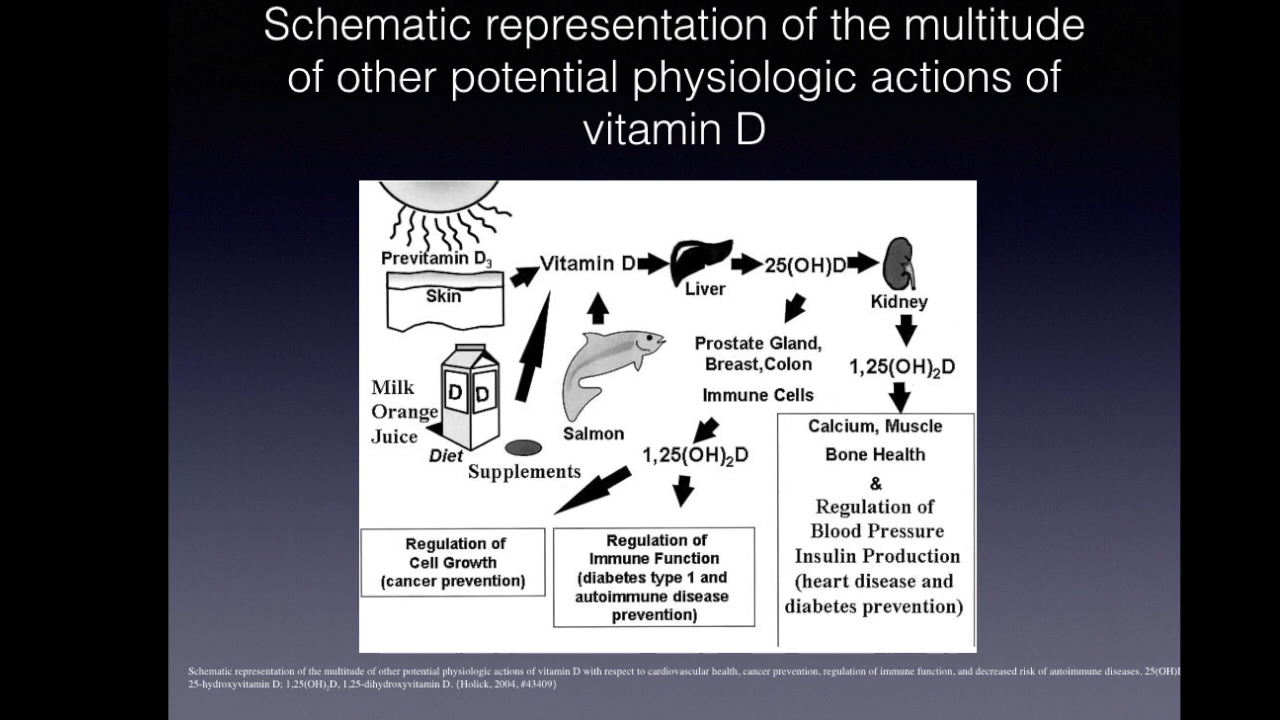 Schematic representation of the multitude
of other potential physiologic actions of
vitamin D
Previtamin D₃
Skin
Vitamin D
Liver
25(OH)D
Kidney
Milk
Orange
Juice
D D
Diet
Supplements
Salmon
Prostate Gland,
Breast,Colon
Immune Cells
1,25(OH)₂D
1,25(OH)₂D
Regulation of
Cell Growth
(cancer prevention)
Regulation of
Immune Function
(diabetes type 1 and
autoimmune disease
prevention)
Calcium, Muscle
Bone Health
&
Regulation of
Blood Pressure
Insulin Production
(heart disease and
diabetes prevention)
Schematic representation of the multitude of other potential physiologic actions of vitamin D with respect to cardiovascular health, cancer prevention, regulation of immune function, and decreased risk of autoimmune diseases. 25(OH)
25-hydroxyvitamin D; 1,25(OH)₂D, 1,25-dihydroxyvitamin D. {Holick, 2004, #43409}